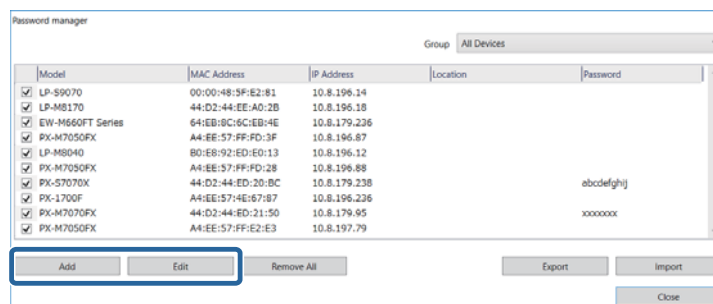 Password manager
Group All Devices
Model MAC Address IP Address Location Password
LP-S9070 00:00:48:5F:E2:81 10.8.196.14
LP-M8170 44:D2:44:EE:A0:2B 10.8.196.18
EW-M660FT Series 64:EB:8C:6C:EB:4E 10.8.179.236
PX-M7050FX A4:EE:57:FF:FD:3F 10.8.196.87
LP-M8040 B0:E8:92:ED:E0:13 10.8.196.12
PX-M7050FX A4:EE:57:FF:FD:28 10.8.196.88
PX-S7070X 44:D2:44:ED:20:BC 10.8.179.238 abcdefghij
PX-1700F A4:EE:57:4E:67:87 10.8.196.236
PX-M7070FX 44:D2:44:ED:21:50 10.8.179.95 xxxxxxx
PX-M7050FX A4:EE:57:FF:E2:E3 10.8.197.79
Add Edit Remove All Export Import
Close